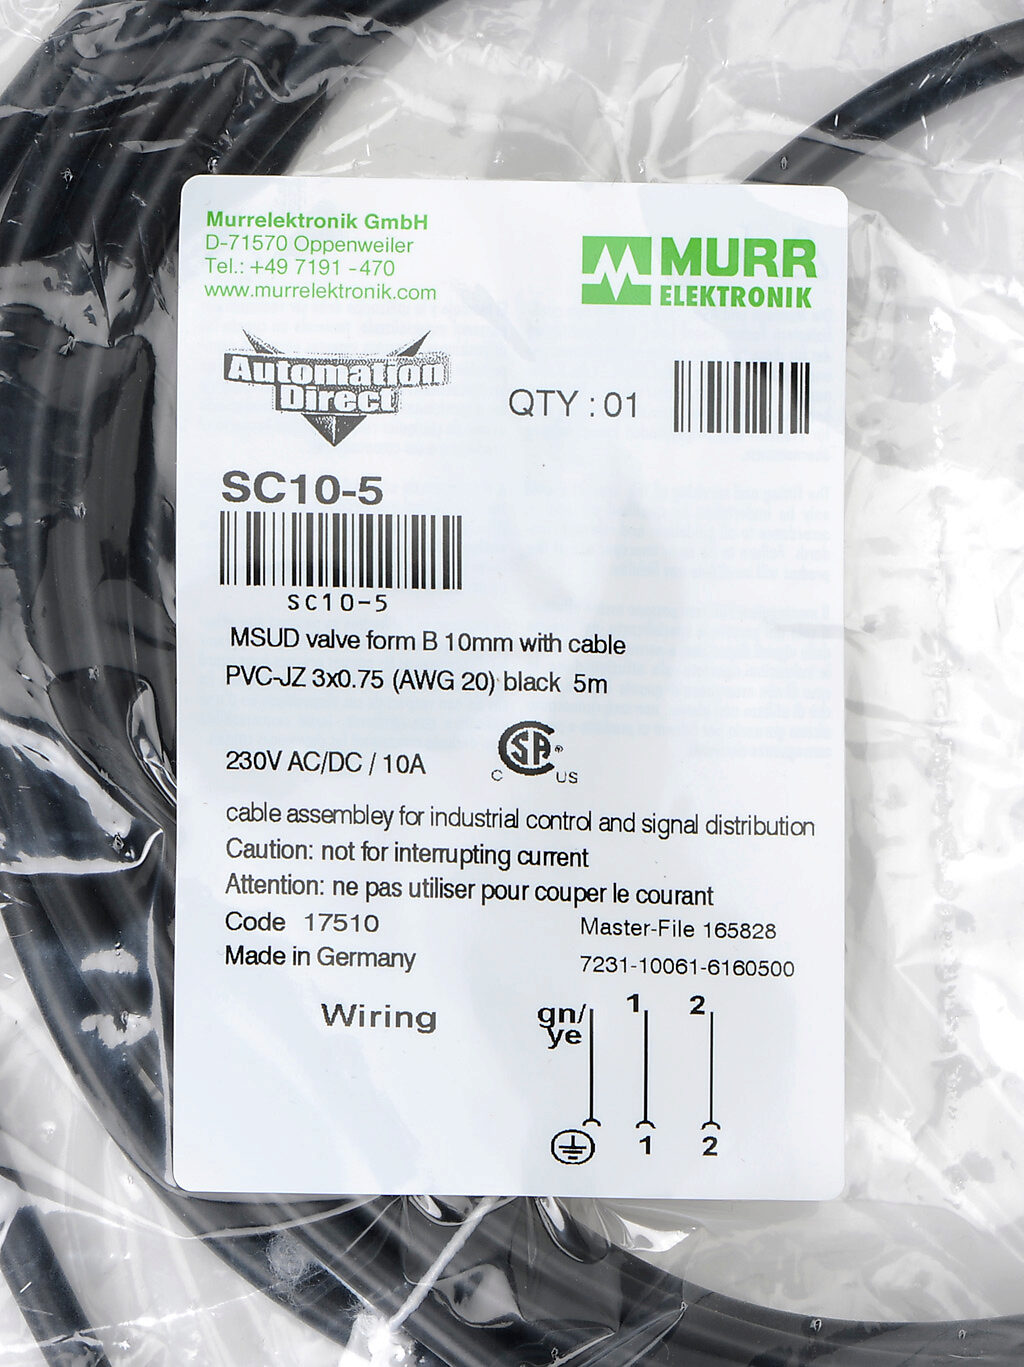 Murrelektronik GmbH
D-71570 Oppenweiler
Tel.: +49 7191 -470
www.murrelektronik.com
MURR
ELEKTRONIK
Automation
Direct
QTY : 01
SC10-5
SC10-5
MSUD valve form B 10mm with cable
PVC-JZ 3x0.75 (AWG 20) black 5m
230V AC/DC / 10A
C SA ® US
cable assembley for industrial control and signal distribution
Caution: not for interrupting current
Attention: ne pas utiliser pour couper le courant
Code 17510
Master-File 165828
Made in Germany
7231-10061-6160500
Wiring
gn/
ye
1
2
1
2